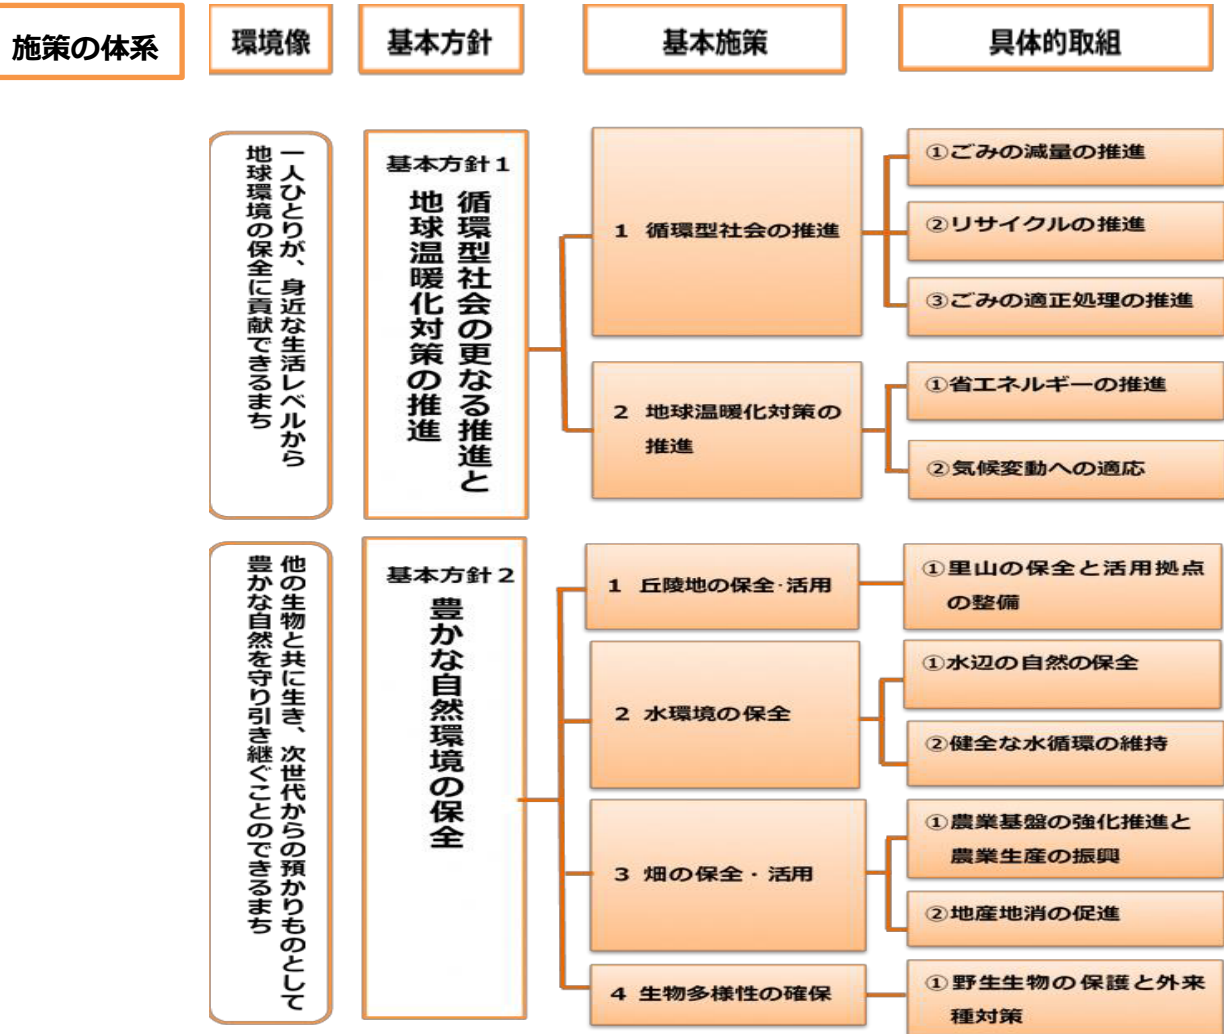 施策の体系
環境像
基本方針
基本施策
具体的取組
一人ひとりが、身近な生活レベルから
地球環境の保全に貢献できるまち
基本方針１
循環型社会の更なる推進と
地球温暖化対策の推進
１ 循環型社会の推進
①ごみの減量の推進
②リサイクルの推進
③ごみの適正処理の推進
２ 地球温暖化対策の
推進
①省エネルギーの推進
②気候変動への適応
他の生物と共に生き、次世代からの預かりものとして
豊かな自然を守り引き継ぐことのできるまち
基本方針２
豊かな自然環境の保全
１ 丘陵地の保全・活用
①里山の保全と活用拠点
の整備
２ 水環境の保全
①水辺の自然の保全
②健全な水循環の維持
３ 畑の保全・活用
①農業基盤の強化推進と
農業生産の振興
②地産地消の促進
４ 生物多様性の確保
①野生生物の保護と外来
種対策